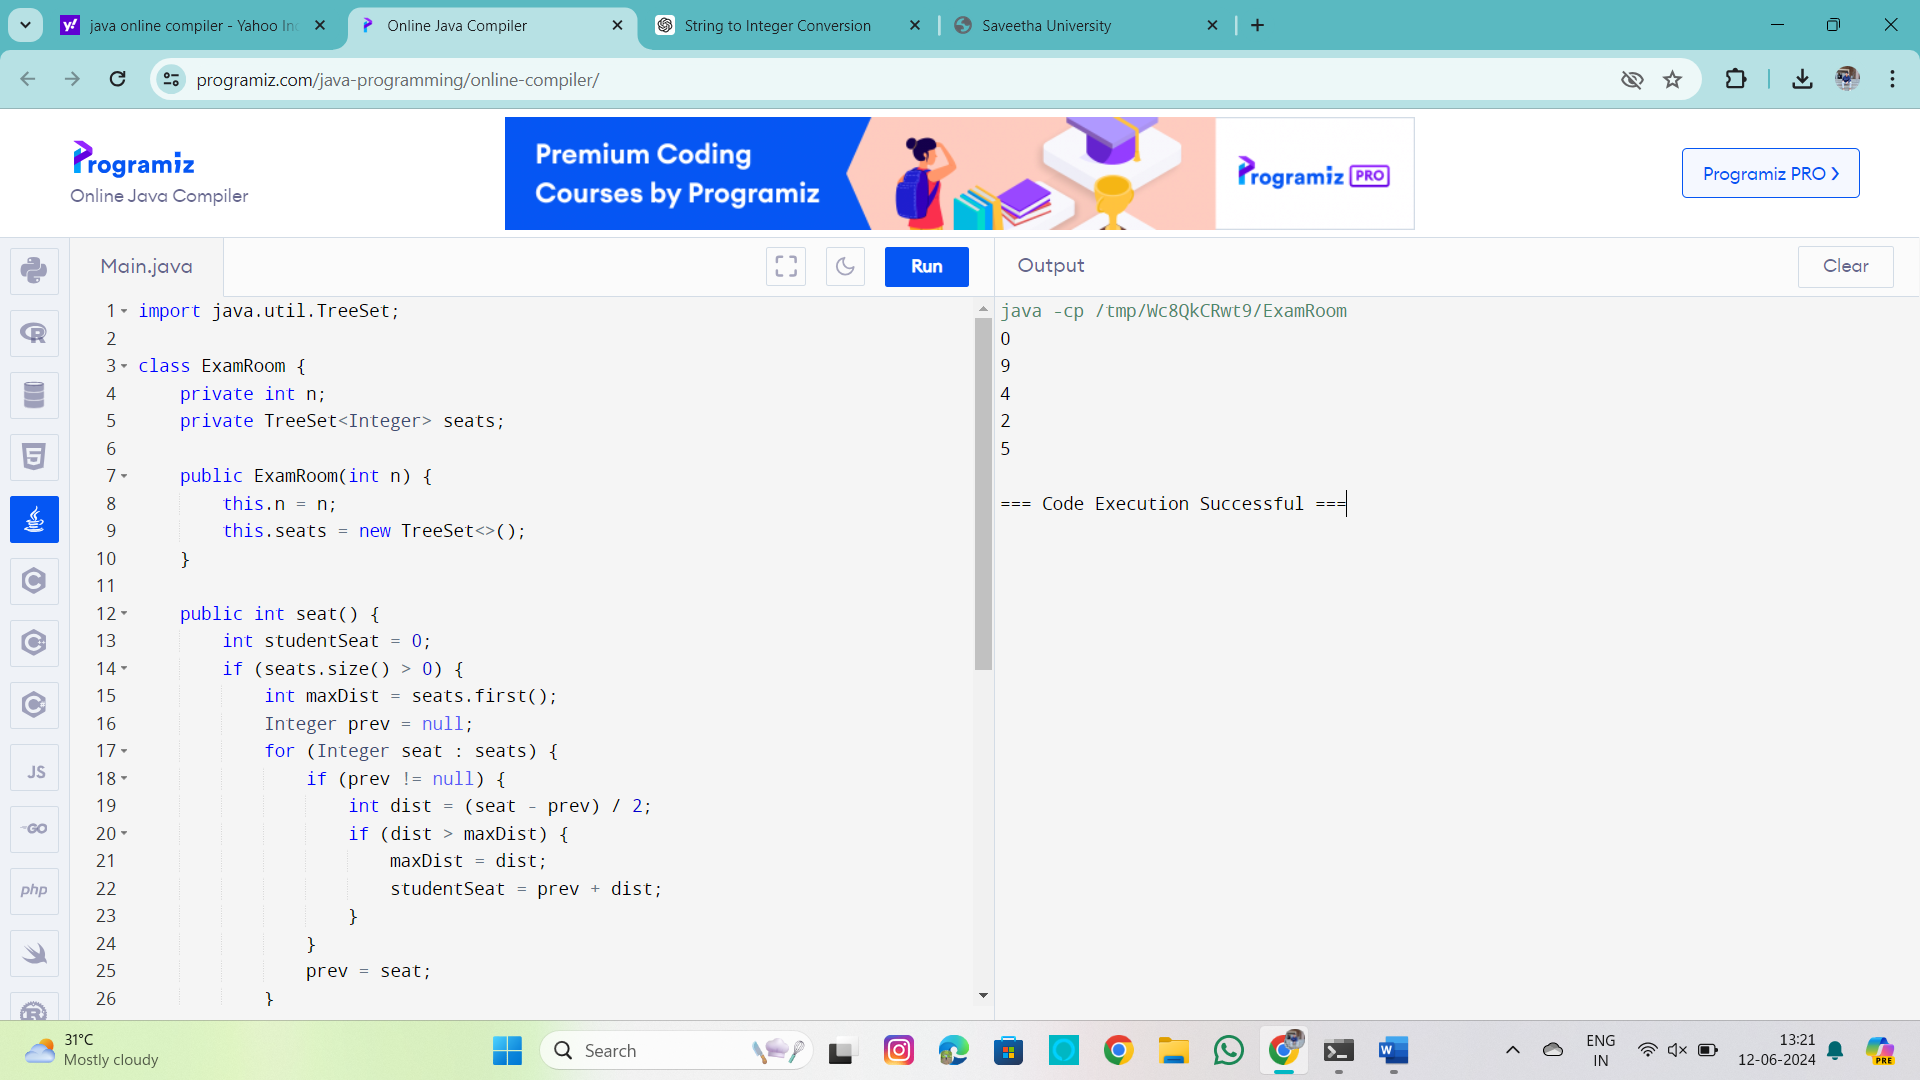 java online compiler - Yahoo In
Online Java Compiler
String to Integer Conversion
Saveetha University
programiz.com/java-programming/online-compiler/
Programiz
Online Java Compiler
Premium Coding
Courses by Programiz
Programiz PRO
Programiz PRO
Main.java
Run
Output
Clear
1 import java.util.TreeSet;
2
3 class ExamRoom {
4 private int n;
5 private TreeSet<Integer> seats;
6
7 public ExamRoom(int n) {
8 this.n = n;
9 this.seats = new TreeSet<>();
10 }
11
12 public int seat() {
13 int studentSeat = 0;
14 if (seats.size() > 0) {
15 int maxDist = seats.first();
16 Integer prev = null;
17 for (Integer seat : seats) {
18 if (prev != null) {
19 int dist = (seat - prev) / 2;
20 if (dist > maxDist) {
21 maxDist = dist;
22 studentSeat = prev + dist;
23 }
24 }
25 prev = seat;
26 }
java -cp /tmp/Wc8QkCRwt9/ExamRoom
0
9
4
2
5
=== Code Execution Successful ===
JS
GO
php
31°C
Mostly cloudy
Search
ENG
IN
13:21
12-06-2024
PRE